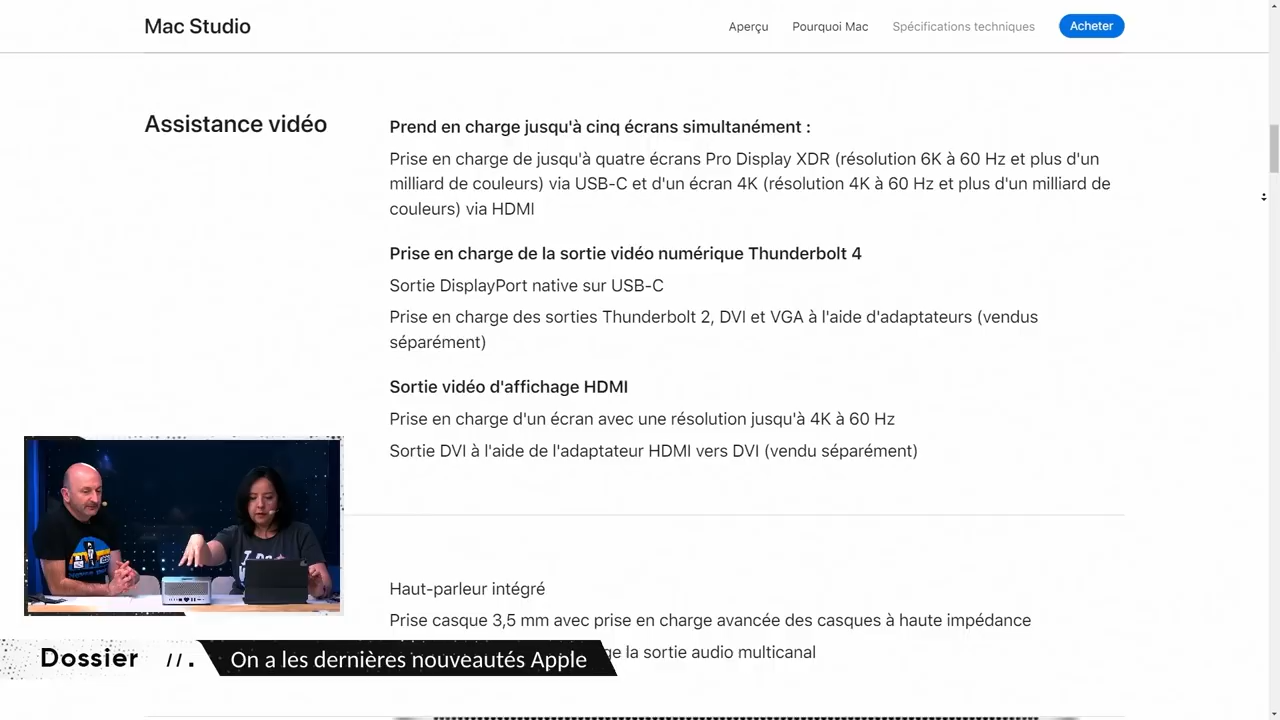 Mac Studio
Aperçu
Pourquoi Mac
Spécifications techniques
Acheter
Assistance vidéo
Prend en charge jusqu'à cinq écrans simultanément :
Prise en charge de jusqu'à quatre écrans Pro Display XDR (résolution 6K à 60 Hz et plus d'un
milliard de couleurs) via USB-C et d'un écran 4K (résolution 4K à 60 Hz et plus d'un milliard de
couleurs) via HDMI
Prise en charge de la sortie vidéo numérique Thunderbolt 4
Sortie DisplayPort native sur USB-C
Prise en charge des sorties Thunderbolt 2, DVI et VGA à l'aide d'adaptateurs (vendus
séparément)
Sortie vidéo d'affichage HDMI
Prise en charge d'un écran avec une résolution jusqu'à 4K à 60 Hz
Sortie DVI à l'aide de l'adaptateur HDMI vers DVI (vendu séparément)
Haut-parleur intégré
Prise casque 3,5 mm avec prise en charge avancée des casques à haute impédance
la sortie audio multicanal
Dossier //.
On a les dernières nouveautés Apple